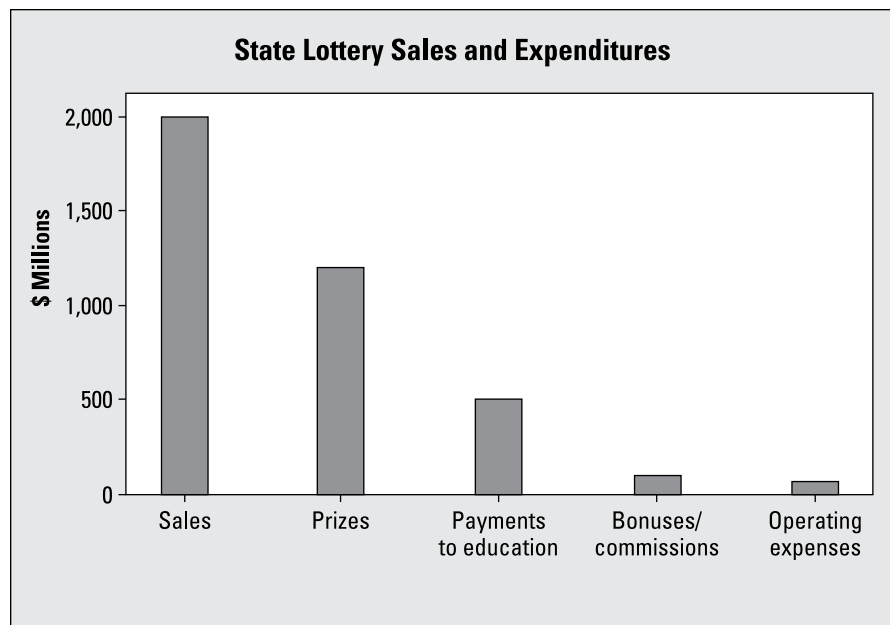 State Lottery Sales and Expenditures
$ Millions
2,000
1,500
1,000
500
0
Sales
Prizes
Payments
to education
Bonuses/
commissions
Operating
expenses